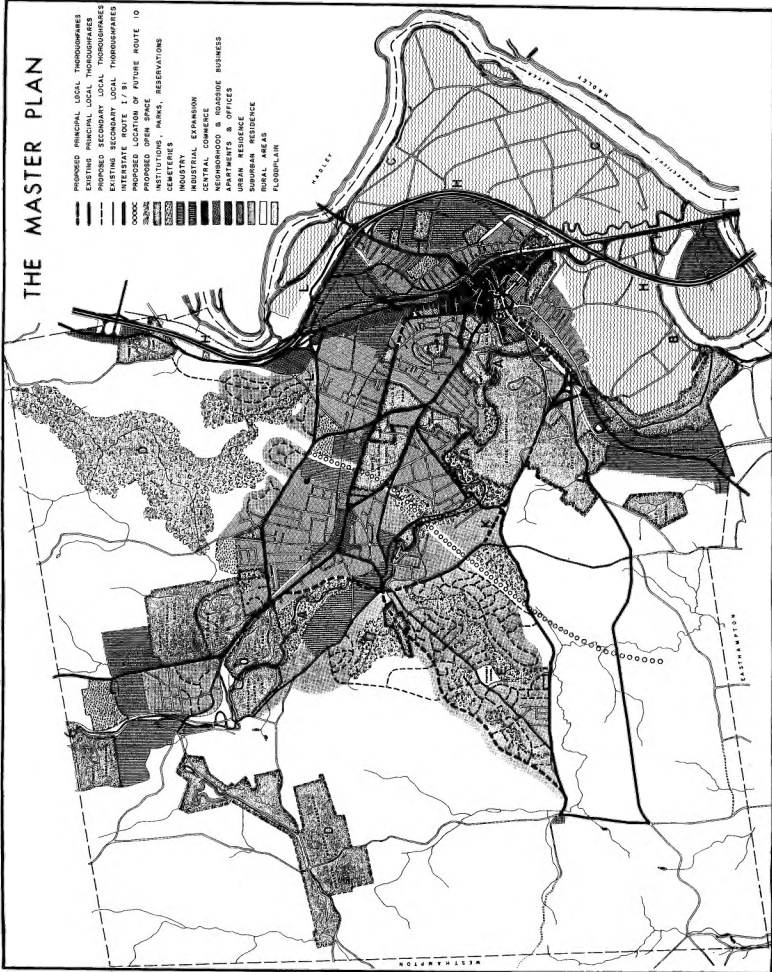 THE MASTER PLAN
PROPOSED PRINCIPAL LOCAL THOROUGHFARES
EXISTING PRINCIPAL LOCAL THOROUGHFARES
PROPOSED SECONDARY LOCAL THOROUGHFARES
EXISTING SECONDARY LOCAL THOROUGHFARES
INTERSTATE ROUTE I / 91
PROPOSED LOCATION OF FUTURE ROUTE 10
PROPOSED OPEN SPACE
INSTITUTIONS, PARKS, RESERVATIONS
CEMETERIES
INDUSTRY
INDUSTRIAL EXPANSION
CENTRAL COMMERCE
NEIGHBORHOOD & ROADSIDE BUSINESS
APARTMENTS & OFFICES
URBAN RESIDENCE
SUBURBAN RESIDENCE
RURAL AREAS
FLOODPLAIN
HADLEY
HADLEY
CONNECTICUT
RIVER
EASTHAMPTON
WESTHAMPTON
H
L
C
H
G
H
B
D
D
K